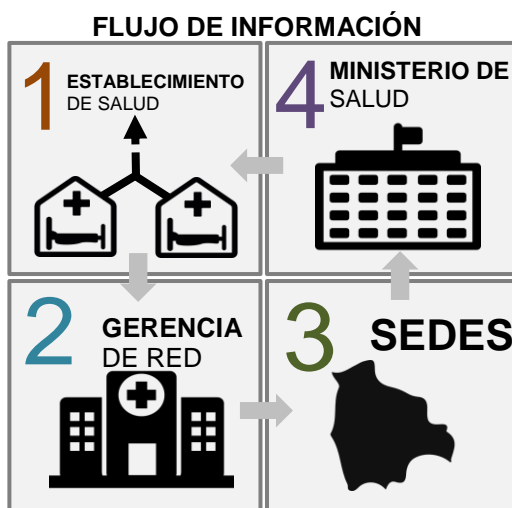 FLUJO DE INFORMACIÓN
1
ESTABLECIMIENTO
DE SALUD
4
MINISTERIO DE
SALUD
2
GERENCIA
DE RED
3
SEDES